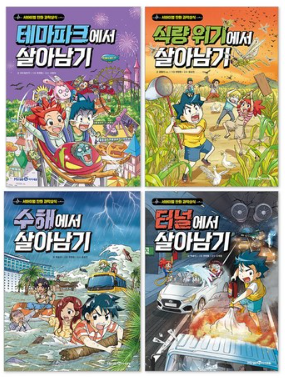 서바이벌 만화 과학상식
테마파크에서
살아남기
서바이벌 만화 과학상식
식량 위기에서
살아남기
서바이벌 만화 과학상식
수해에서
살아남기
서바이벌 만화 과학상식
터널에서
살아남기